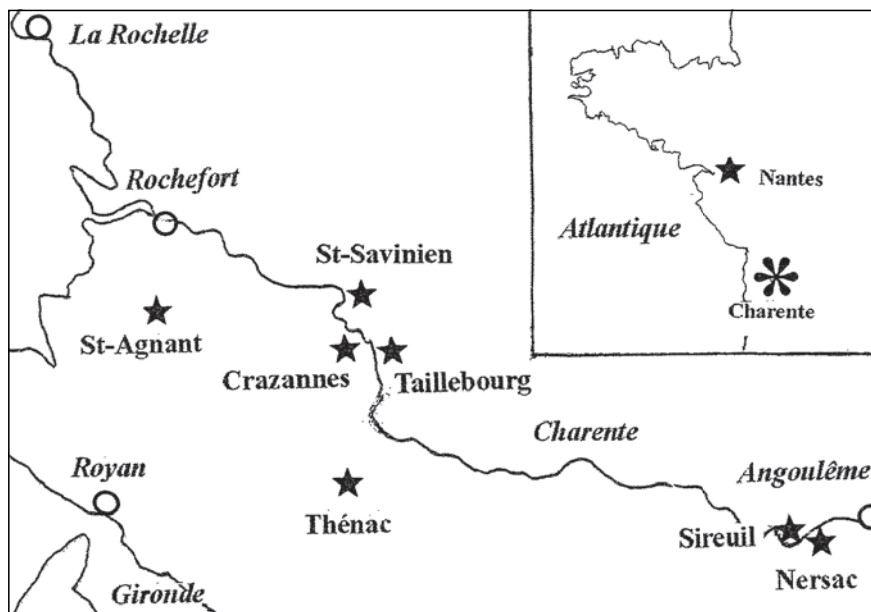 La Rochelle
Rochefort
St-Savinien
St-Agnant
Crazannes
Taillebourg
Royan
Charente
Angoulême
Thénac
Sireuil
Nersac
Gironde
Nantes
Atlantique
Charente